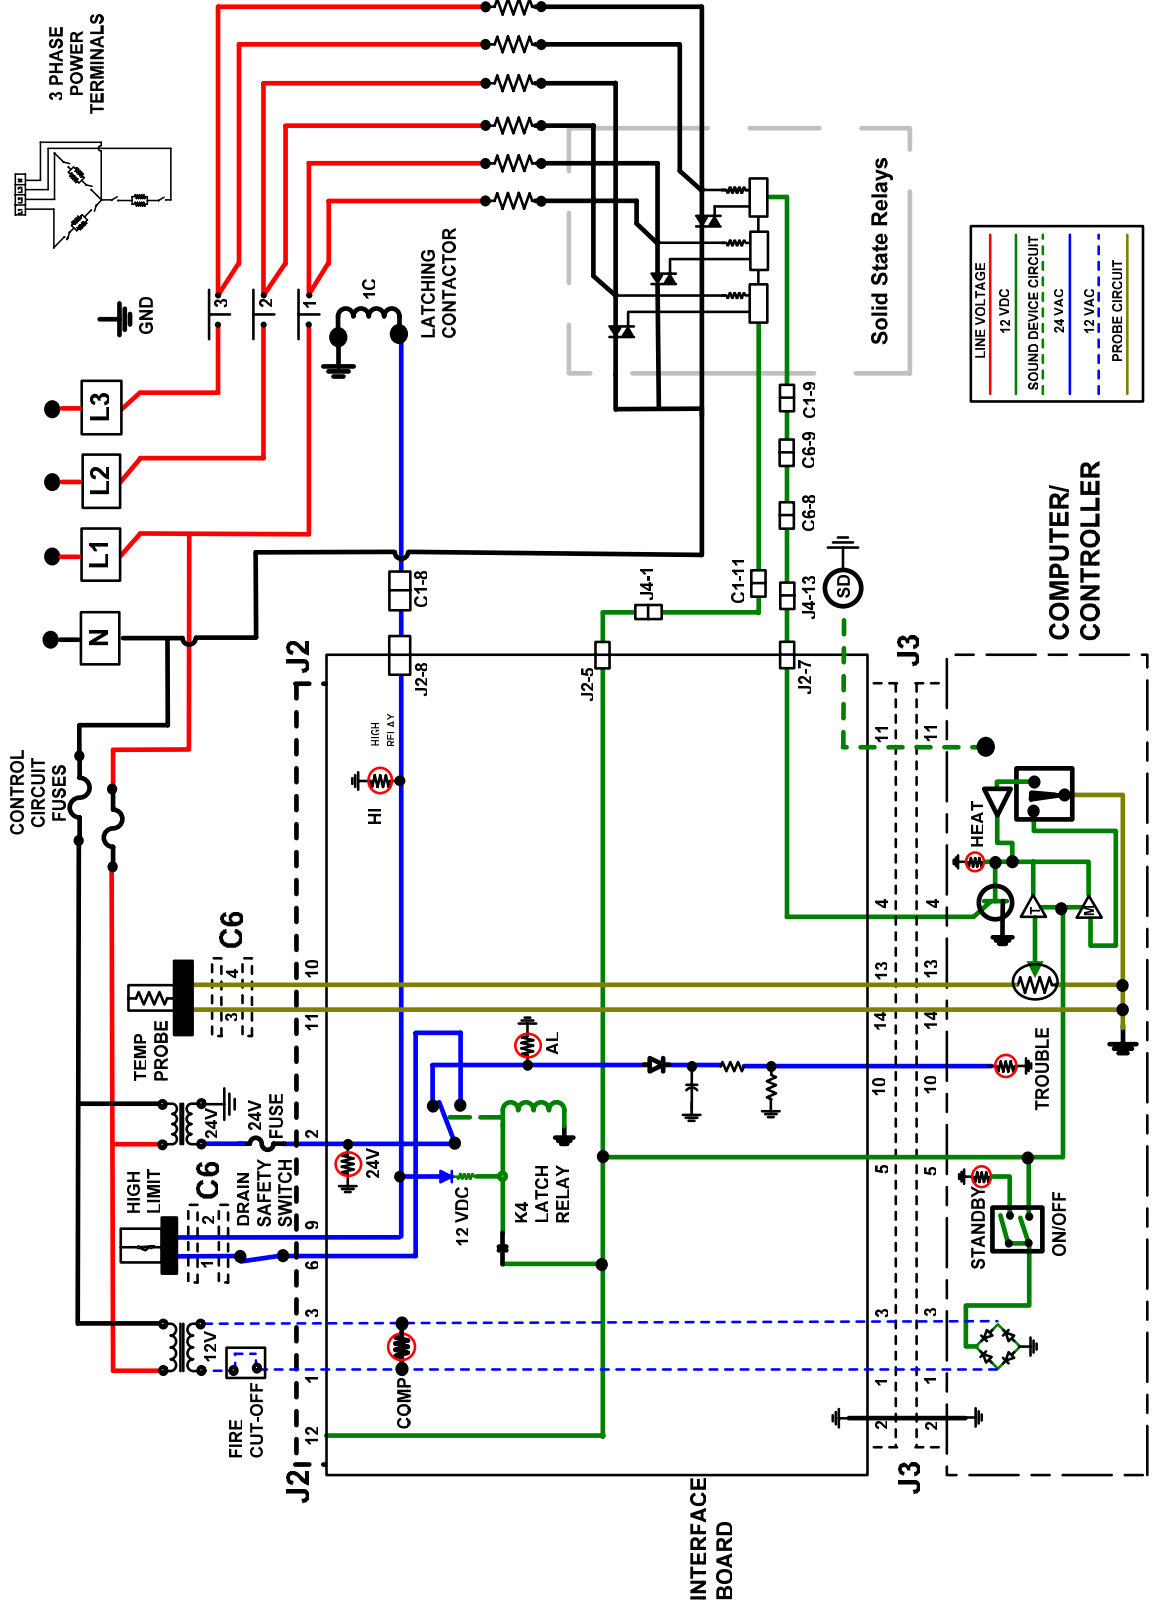 3 PHASE
POWER
TERMINALS
GND
L3
L2
L1
N
3
2
1
1C
LATCHING
CONTACTOR
Solid State Relays
LINE VOLTAGE
12 VDC
SOUND DEVICE CIRCUIT
24 VAC
12 VAC
PROBE CIRCUIT
C1-9
C6-9
C6-8
C1-11
J4-1
J4-13
C1-8
SD
COMPUTER/
CONTROLLER
J2
J2-8
J2-5
J2-7
J3
CONTROL
CIRCUIT
FUSES
HIGH
RELAY
HI
11
11
HEAT
C6
4
3
10
11
4
4
T
M
13
13
14
14
TEMP
PROBE
AL
10
10
TROUBLE
24V
24V
FUSE
2
24V
HIGH
LIMIT
C6
2
1
DRAIN
SAFETY
SWITCH
9
6
12 VDC
K4
LATCH
RELAY
5
5
STANDBY
ON/OFF
12V
3
1
3
3
1
1
FIRE
CUT-OFF
COMP
12
2
2
J2
J3
INTERFACE
BOARD